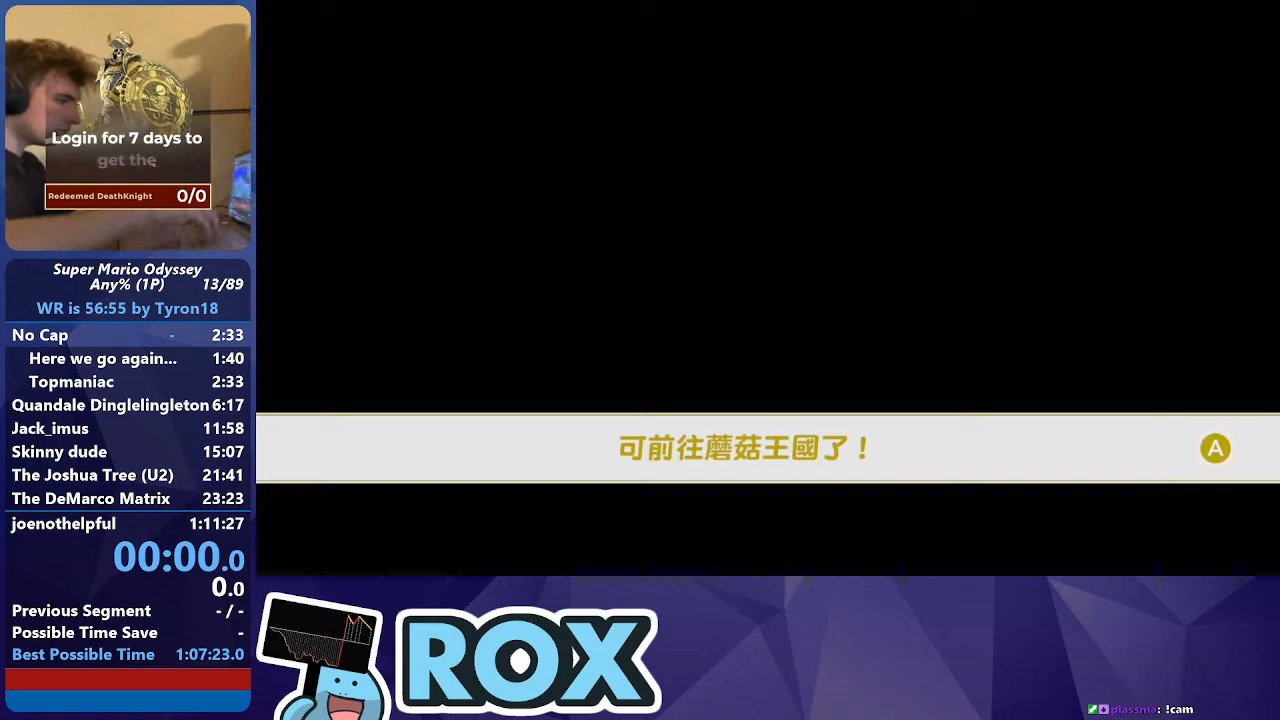 Login for 7 days to
get the
Redeemed DeathKnight 0/0
Super Mario Odyssey
Any% (1P) 13/89
WR is 56:55 by Tyron18
No Cap - 2:33
Here we go again... 1:40
Topmaniac 2:33
Quandale Dinglelingleton 6:17
Jack_imus 11:58
Skinny dude 15:07
The Joshua Tree (U2) 21:41
The DeMarco Matrix 23:23
joenothelpful 1:11:27
00:00.0
0.0
Previous Segment - / -
Possible Time Save -
Best Possible Time 1:07:23.0
可前往蘑菇王國了！
A
ROX
plassma: !cam